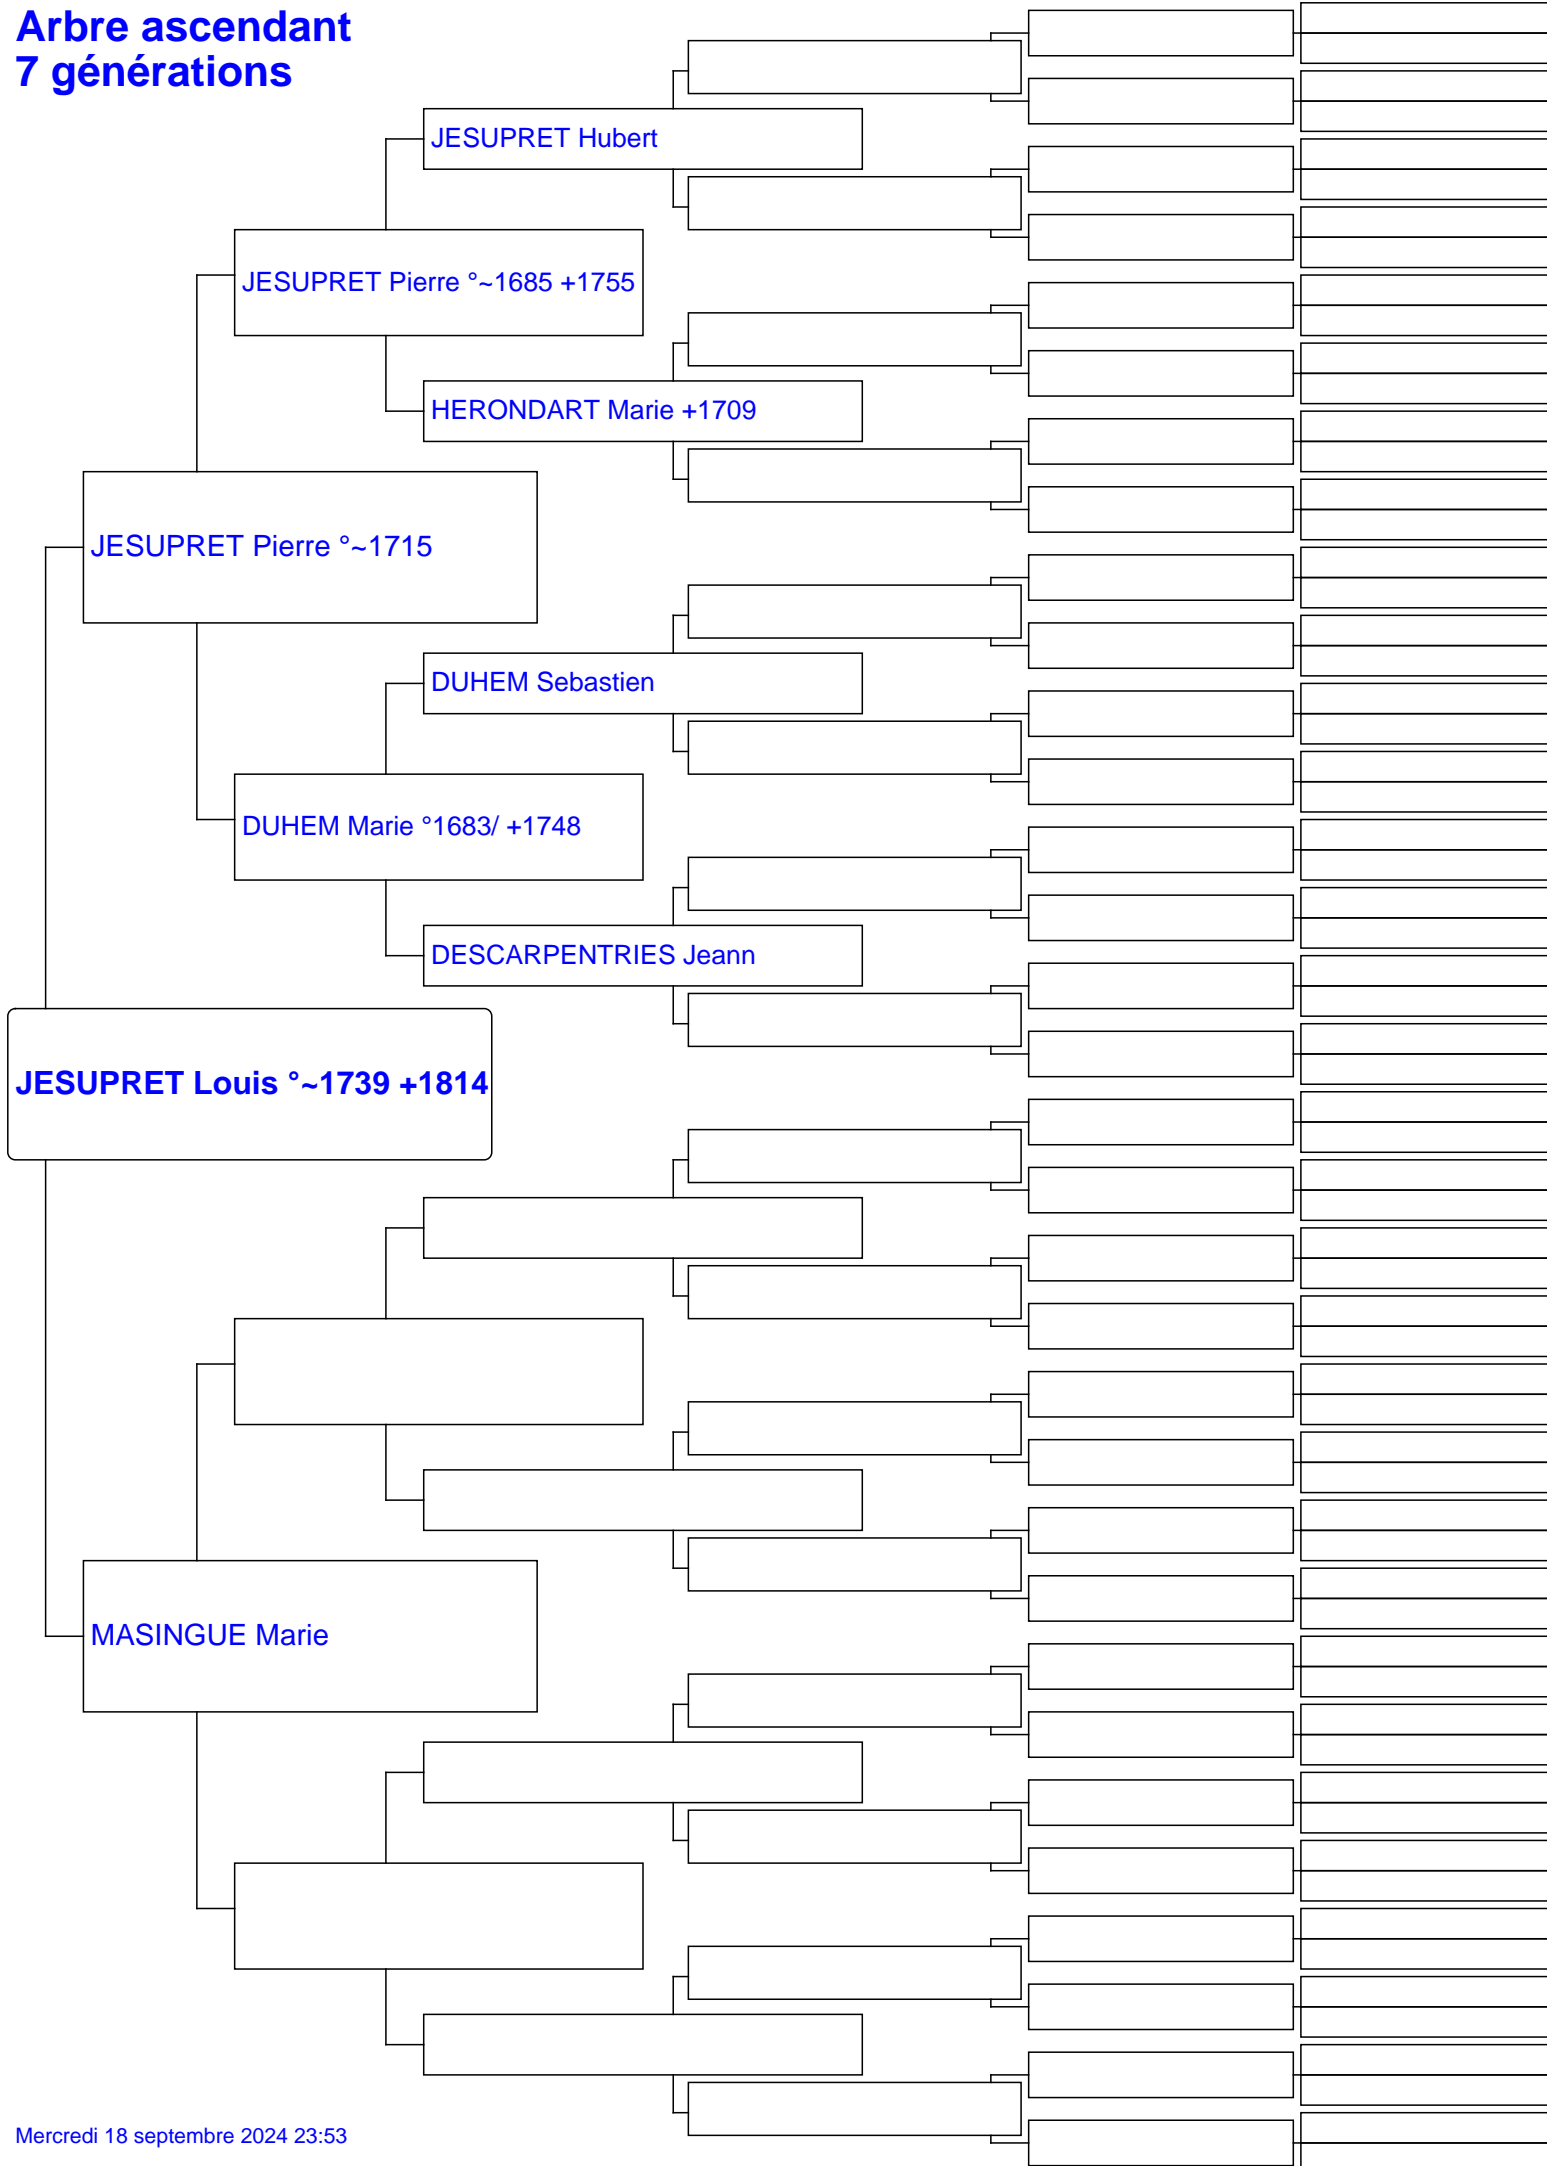 Arbre ascendant
7 générations
JESUPRET Hubert
JESUPRET Pierre °~1685 +1755
HERONDART Marie +1709
JESUPRET Pierre °~1715
DUHEM Sebastien
DUHEM Marie °1683/ +1748
DESCARPENTRIES Jeann
JESUPRET Louis °~1739 +1814
MASINGUE Marie
Mercredi 18 septembre 2024 23:53